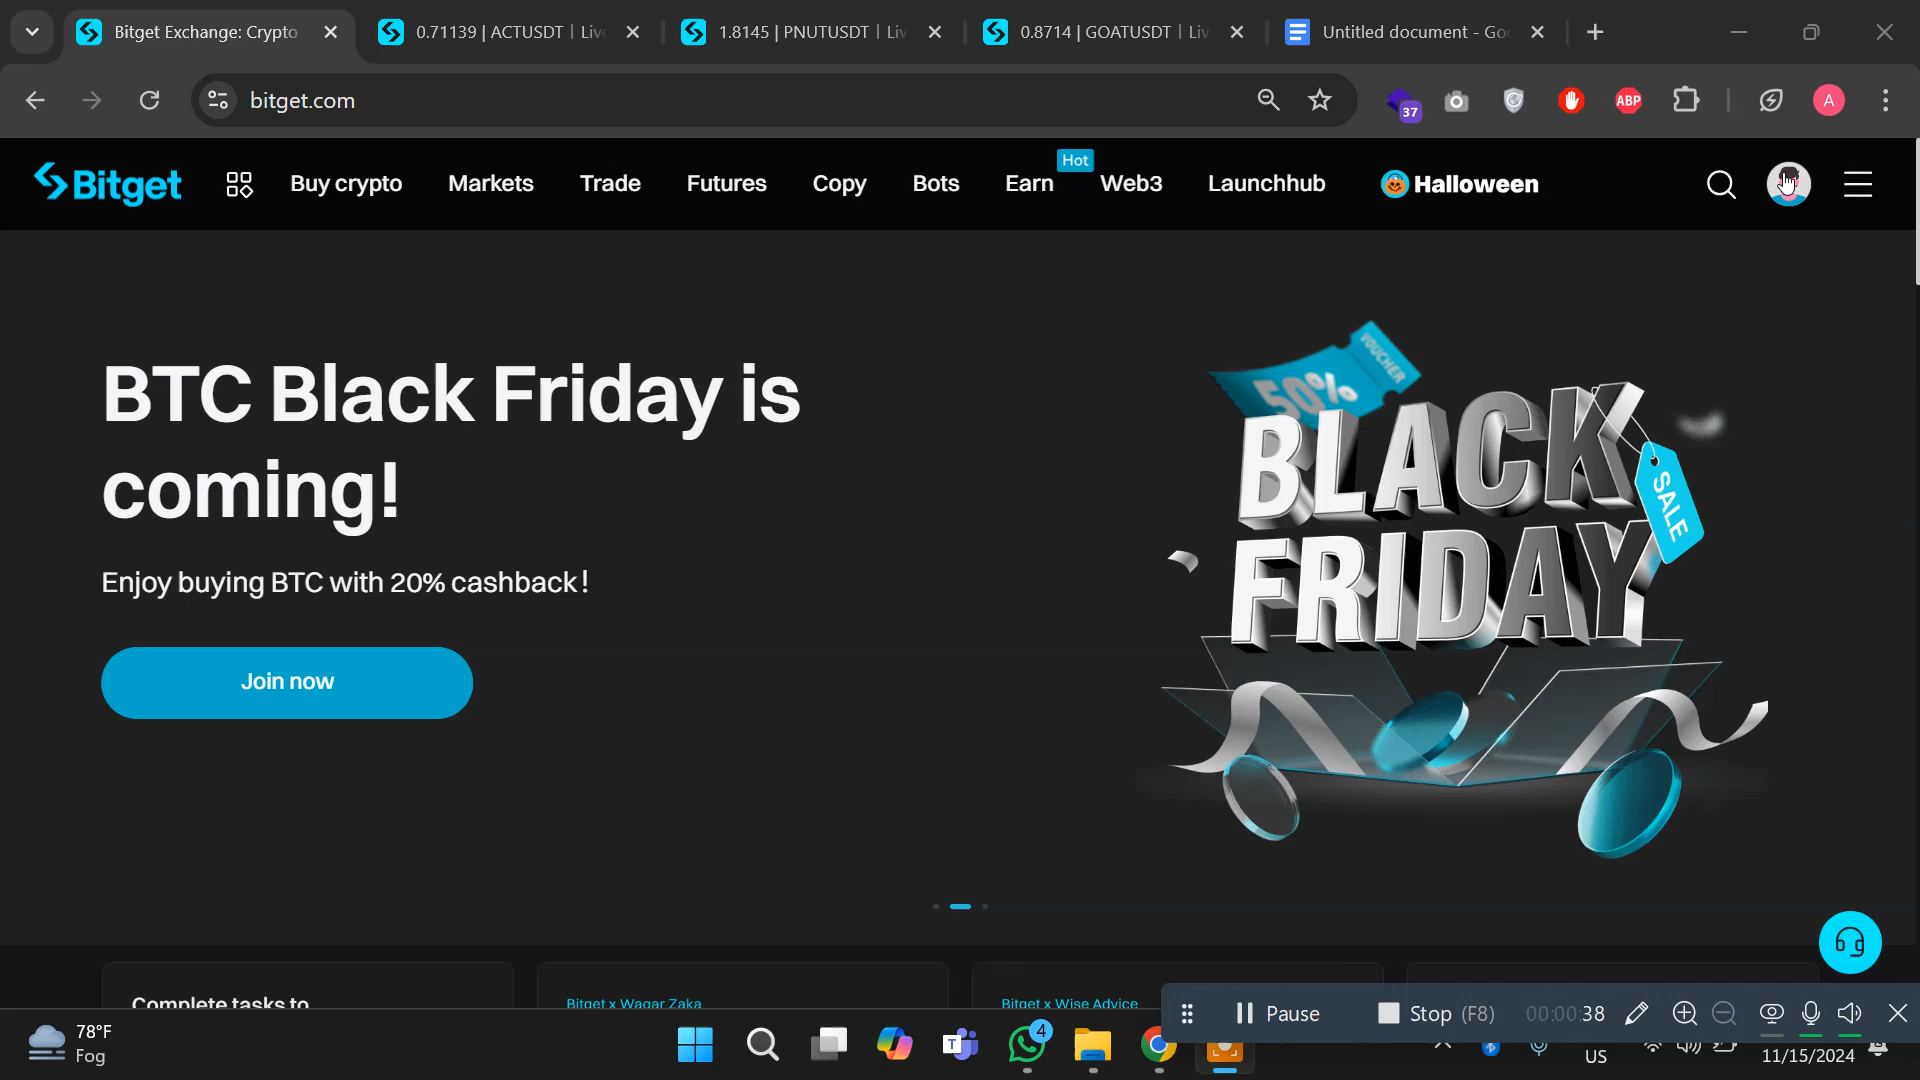 Bitget Exchange: Crypto
0.71139 | ACTUSDT | Liv
1.8145 | PNUTUSDT | Liv
0.8714 | GOATUSDT | Liv
Untitled document - Go
bitget.com
37
ABP
A
Bitget
Buy crypto
Markets
Trade
Futures
Copy
Bots
Earn
Hot
Web3
Launchhub
Halloween
BTC Black Friday is
coming!
Enjoy buying BTC with 20% cashback!
Join now
VOUCHER
50%
BLACK
FRIDAY
SALE
Complete tasks to
Bitget x Waqar Zaka
Bitget x Wise Advice
Pause
Stop (F8)
00:00:38
78°F
Fog
T
4
US
11/15/2024